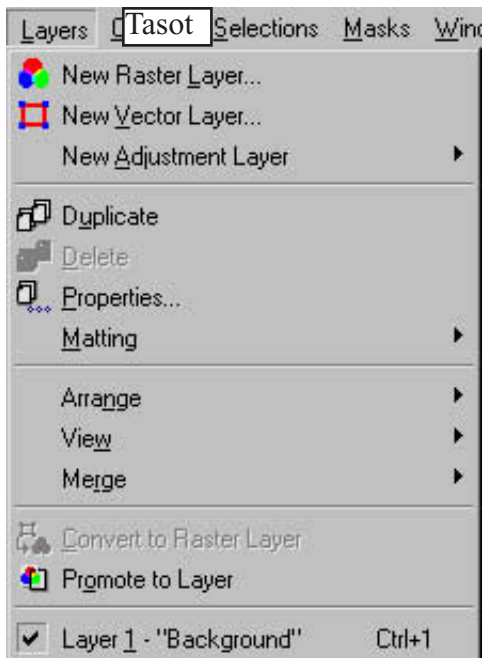 Layers Tasot Selections Masks
New Raster Layer...
New Vector Layer...
New Adjustment Layer
Duplicate
Delete
Properties...
Matting
Arrange
View
Merge
Convert to Raster Layer
Promote to Layer
Layer 1 - "Background" Ctrl+1